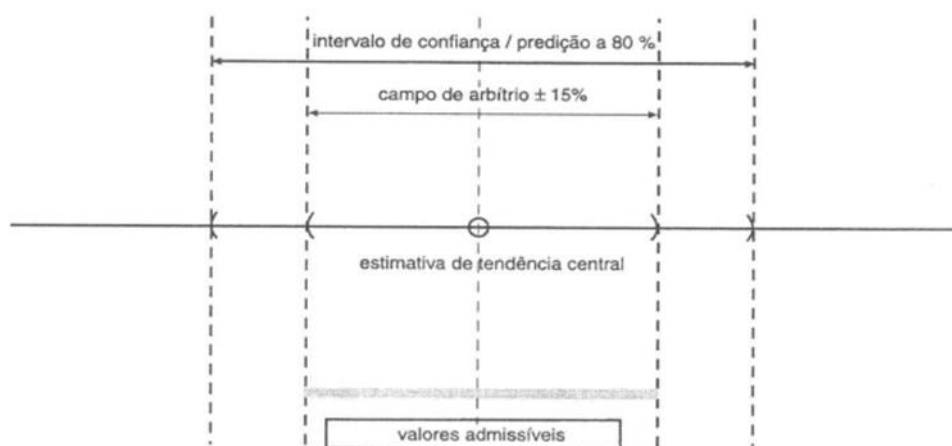 intervalo de confiança / predição a 80 %
campo de arbítrio ± 15%
estimativa de tendência central
valores admissíveis